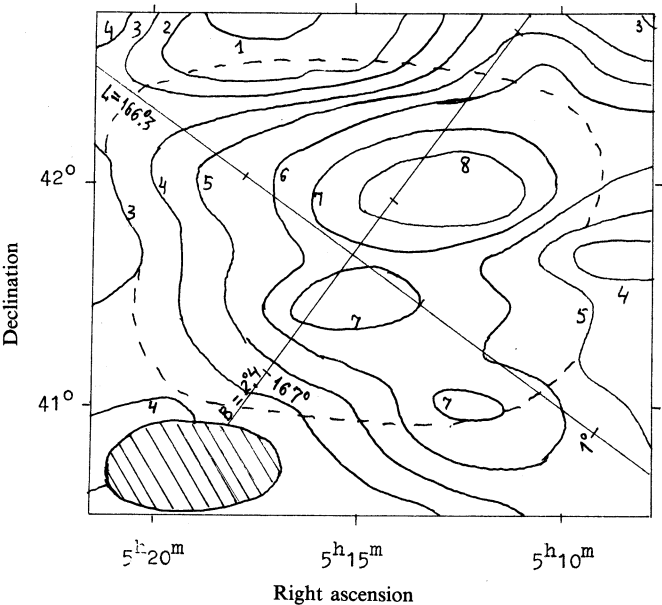 4 3 2 1 3
L=166°.3
42°
4 5 6 7 8
3
7 5 4
B=2°.4
167°
41°
4 7
1°
5h20m 5h15m 5h10m
Right ascension
Declination